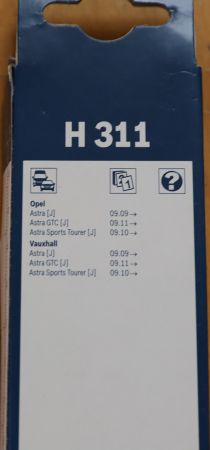 H 311
1
?
Opel
Astra [J] 09.09→
Astra GTC [J] 09.11→
Astra Sports Tourer [J] 09.10→
Vauxhall
Astra [J] 09.09→
Astra GTC [J] 09.11→
Astra Sports Tourer [J] 09.10→